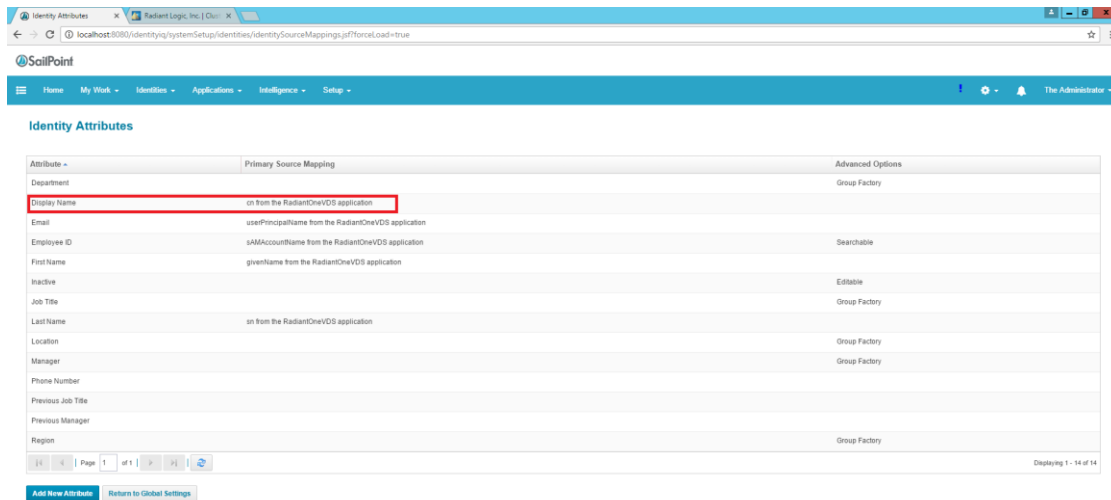 Identity Attributes
Radiant Logic, Inc. | Clus
localhost:8080/identityiq/systemSetup/identities/identitySourceMappings.jsf?forceLoad=true
SailPoint
Home My Work Identities Applications Intelligence Setup ! The Administrator
Identity Attributes
Attribute Primary Source Mapping Advanced Options
Department Group Factory
Display Name cn from the RadiantOneVDS application
Email userPrincipalName from the RadiantOneVDS application
Employee ID sAMAccountName from the RadiantOneVDS application Searchable
First Name givenName from the RadiantOneVDS application
Inactive Editable
Job Title Group Factory
Last Name sn from the RadiantOneVDS application
Location Group Factory
Manager Group Factory
Phone Number
Previous Job Title
Previous Manager
Region Group Factory
Page 1 of 1 Displaying 1 - 14 of 14
Add New Attribute Return to Global Settings